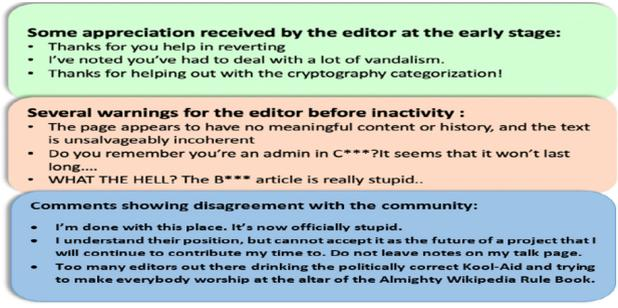 Some appreciation received by the editor at the early stage:
• Thanks for you help in reverting
• I've noted you've had to deal with a lot of vandalism.
• Thanks for helping out with the cryptography categorization!
Several warnings for the editor before inactivity :
• The page appears to have no meaningful content or history, and the text
is unsalvageably incoherent
• Do you remember you're an admin in C***?It seems that it won't last
long....
• WHAT THE HELL? The B*** article is really stupid..
Comments showing disagreement with the community:
• I'm done with this place. It's now officially stupid.
• I understand their position, but cannot accept it as the future of a project that I
will continue to contribute my time to. Do not leave notes on my talk page.
• Too many editors out there drinking the politically correct Kool-Aid and trying
to make everybody worship at the altar of the Almighty Wikipedia Rule Book.